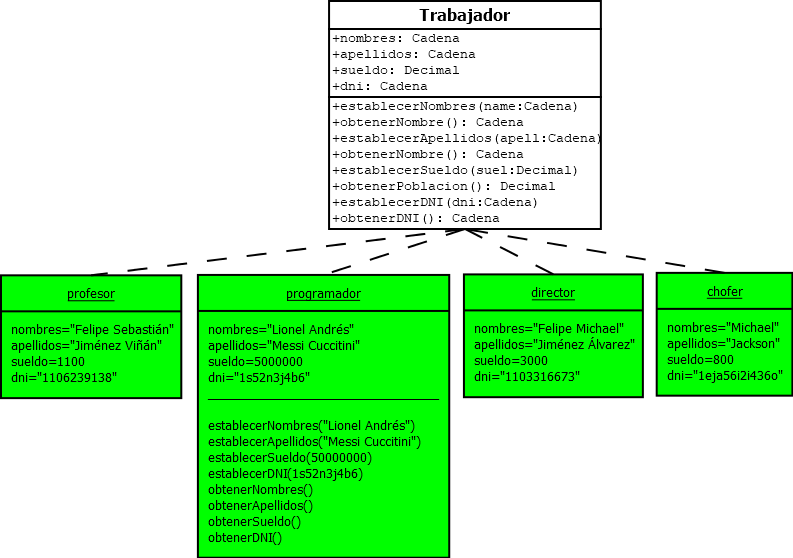 Trabajador
+nombres: Cadena
+apellidos: Cadena
+sueldo: Decimal
+dni: Cadena
+establecerNombres(name:Cadena)
+obtenerNombre(): Cadena
+establecerApellidos(apell:Cadena)
+obtenerNombre(): Cadena
+establecerSueldo(suel:Decimal)
+obtenerPoblacion(): Decimal
+establecerDNI(dni:Cadena)
+obtenerDNI(): Cadena
profesor
nombres="Felipe Sebastián"
apellidos="Jiménez Viñán"
sueldo=1100
dni="1106239138"
programador
nombres="Lionel Andrés"
apellidos="Messi Cuccitini"
sueldo=5000000
dni="1s52n3j4b6"
establecerNombres("Lionel Andrés")
establecerApellidos("Messi Cuccitini")
establecerSueldo(50000000)
establecerDNI(1s52n3j4b6)
obtenerNombres()
obtenerApellidos()
obtenerSueldo()
obtenerDNI()
director
nombres="Felipe Michael"
apellidos="Jiménez Álvarez"
sueldo=3000
dni="1103316673"
chofer
nombres="Michael"
apellidos="Jackson"
sueldo=800
dni="1eja56i2i436o"